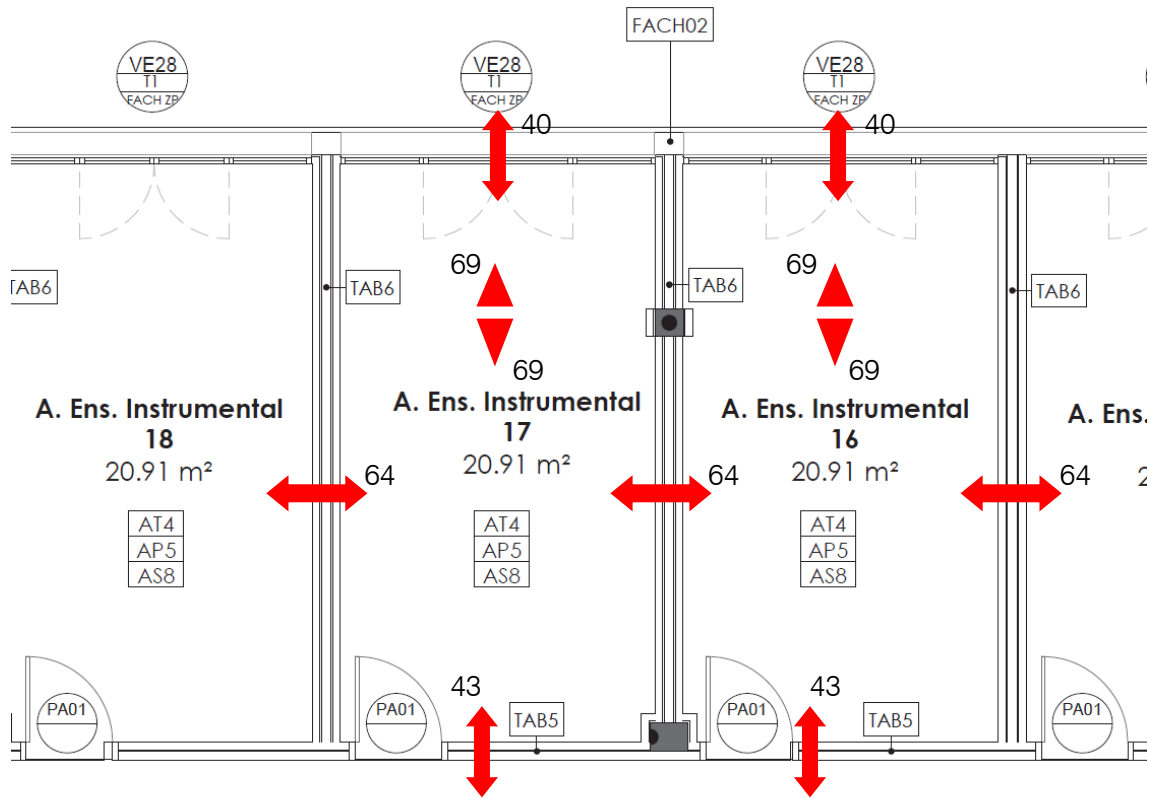 FACH02
VE28
T1
FACH ZP
VE28
T1
FACH ZP
VE28
T1
FACH ZP
40
40
69
69
TAB6
TAB6
TAB6
TAB6
69
69
A. Ens. Instrumental
18
20.91 m²
A. Ens. Instrumental
17
20.91 m²
A. Ens. Instrumental
16
20.91 m²
A. Ens.
2
64
64
64
AT4
AP5
AS8
AT4
AP5
AS8
AT4
AP5
AS8
43
43
PA01
PA01
TAB5
PA01
TAB5
PA01